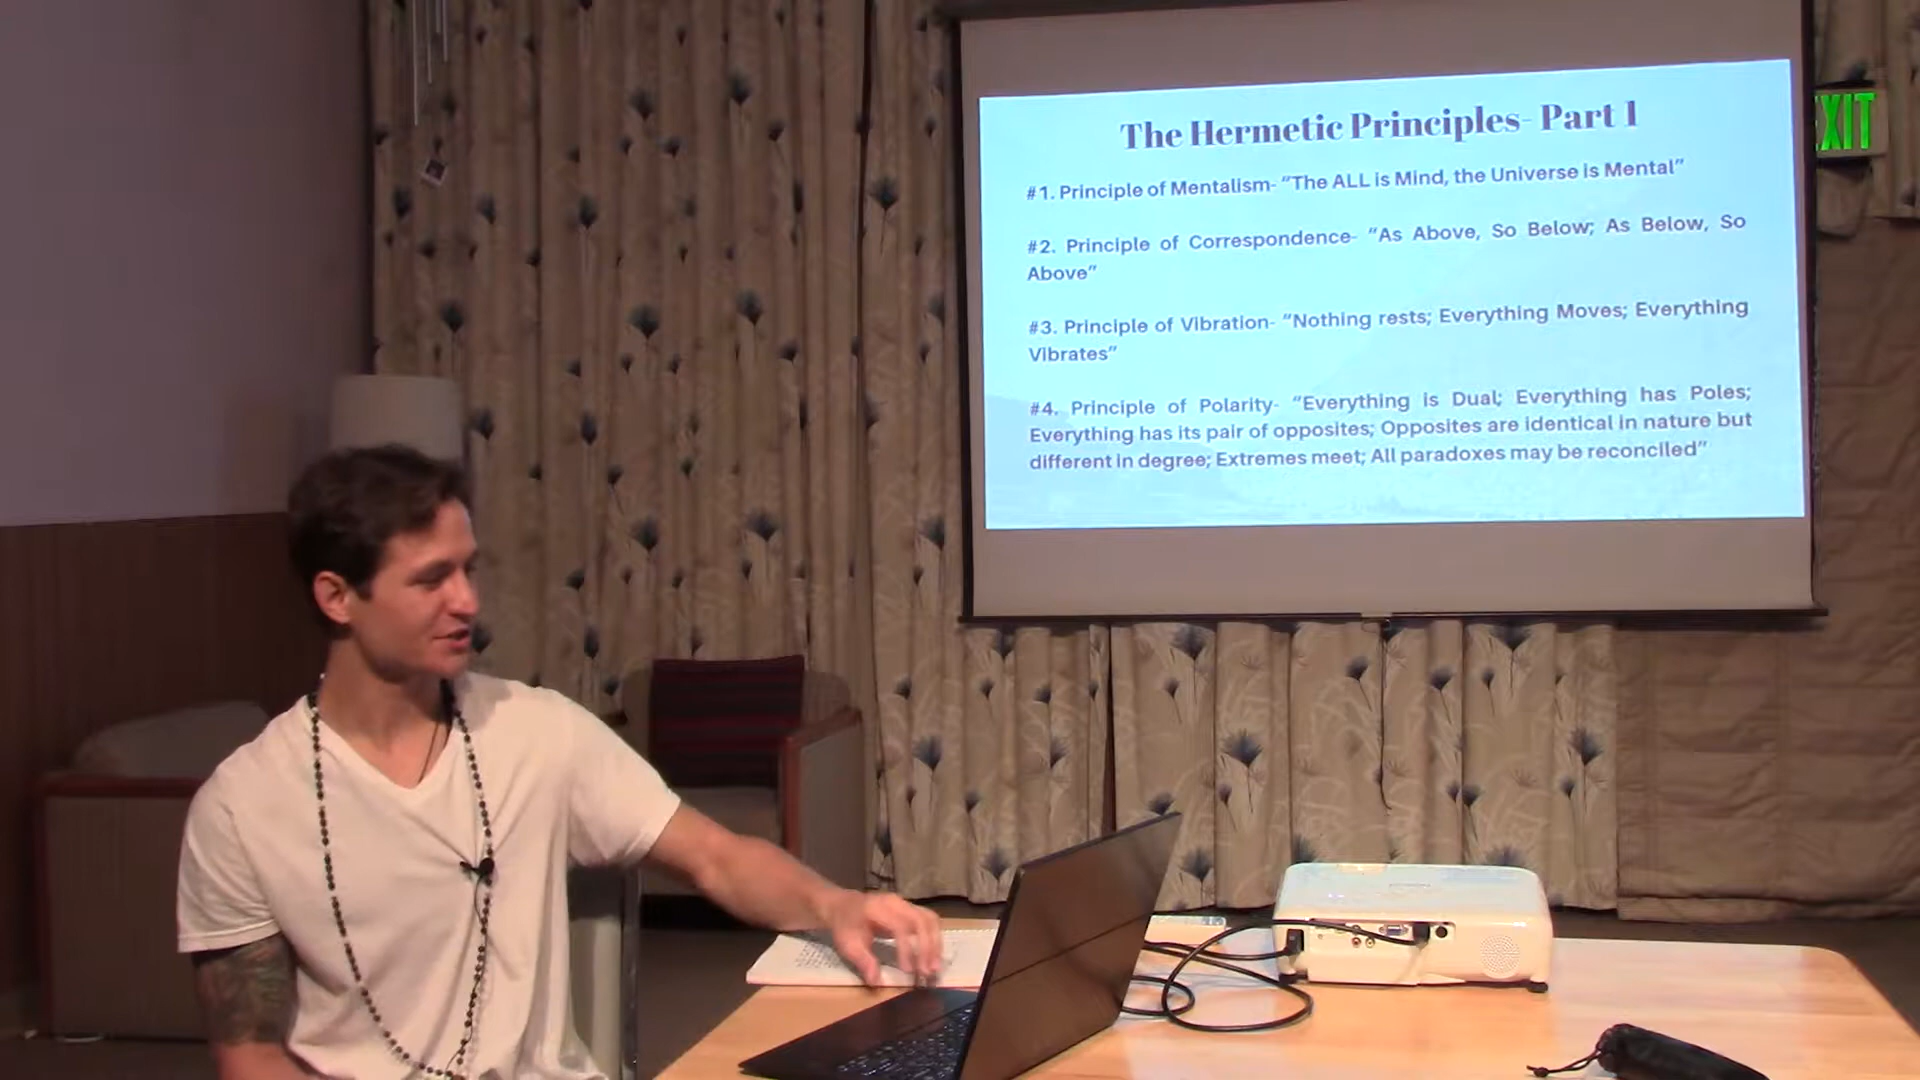 The Hermetic Principles- Part 1
#1. Principle of Mentalism- “The ALL is Mind, the Universe is Mental”
#2. Principle of Correspondence- “As Above, So Below; As Below, So
Above”
#3. Principle of Vibration- “Nothing rests; Everything Moves; Everything
Vibrates”
#4. Principle of Polarity- “Everything is Dual; Everything has Poles;
Everything has its pair of opposites; Opposites are identical in nature but
different in degree; Extremes meet; All paradoxes may be reconciled”
EXIT